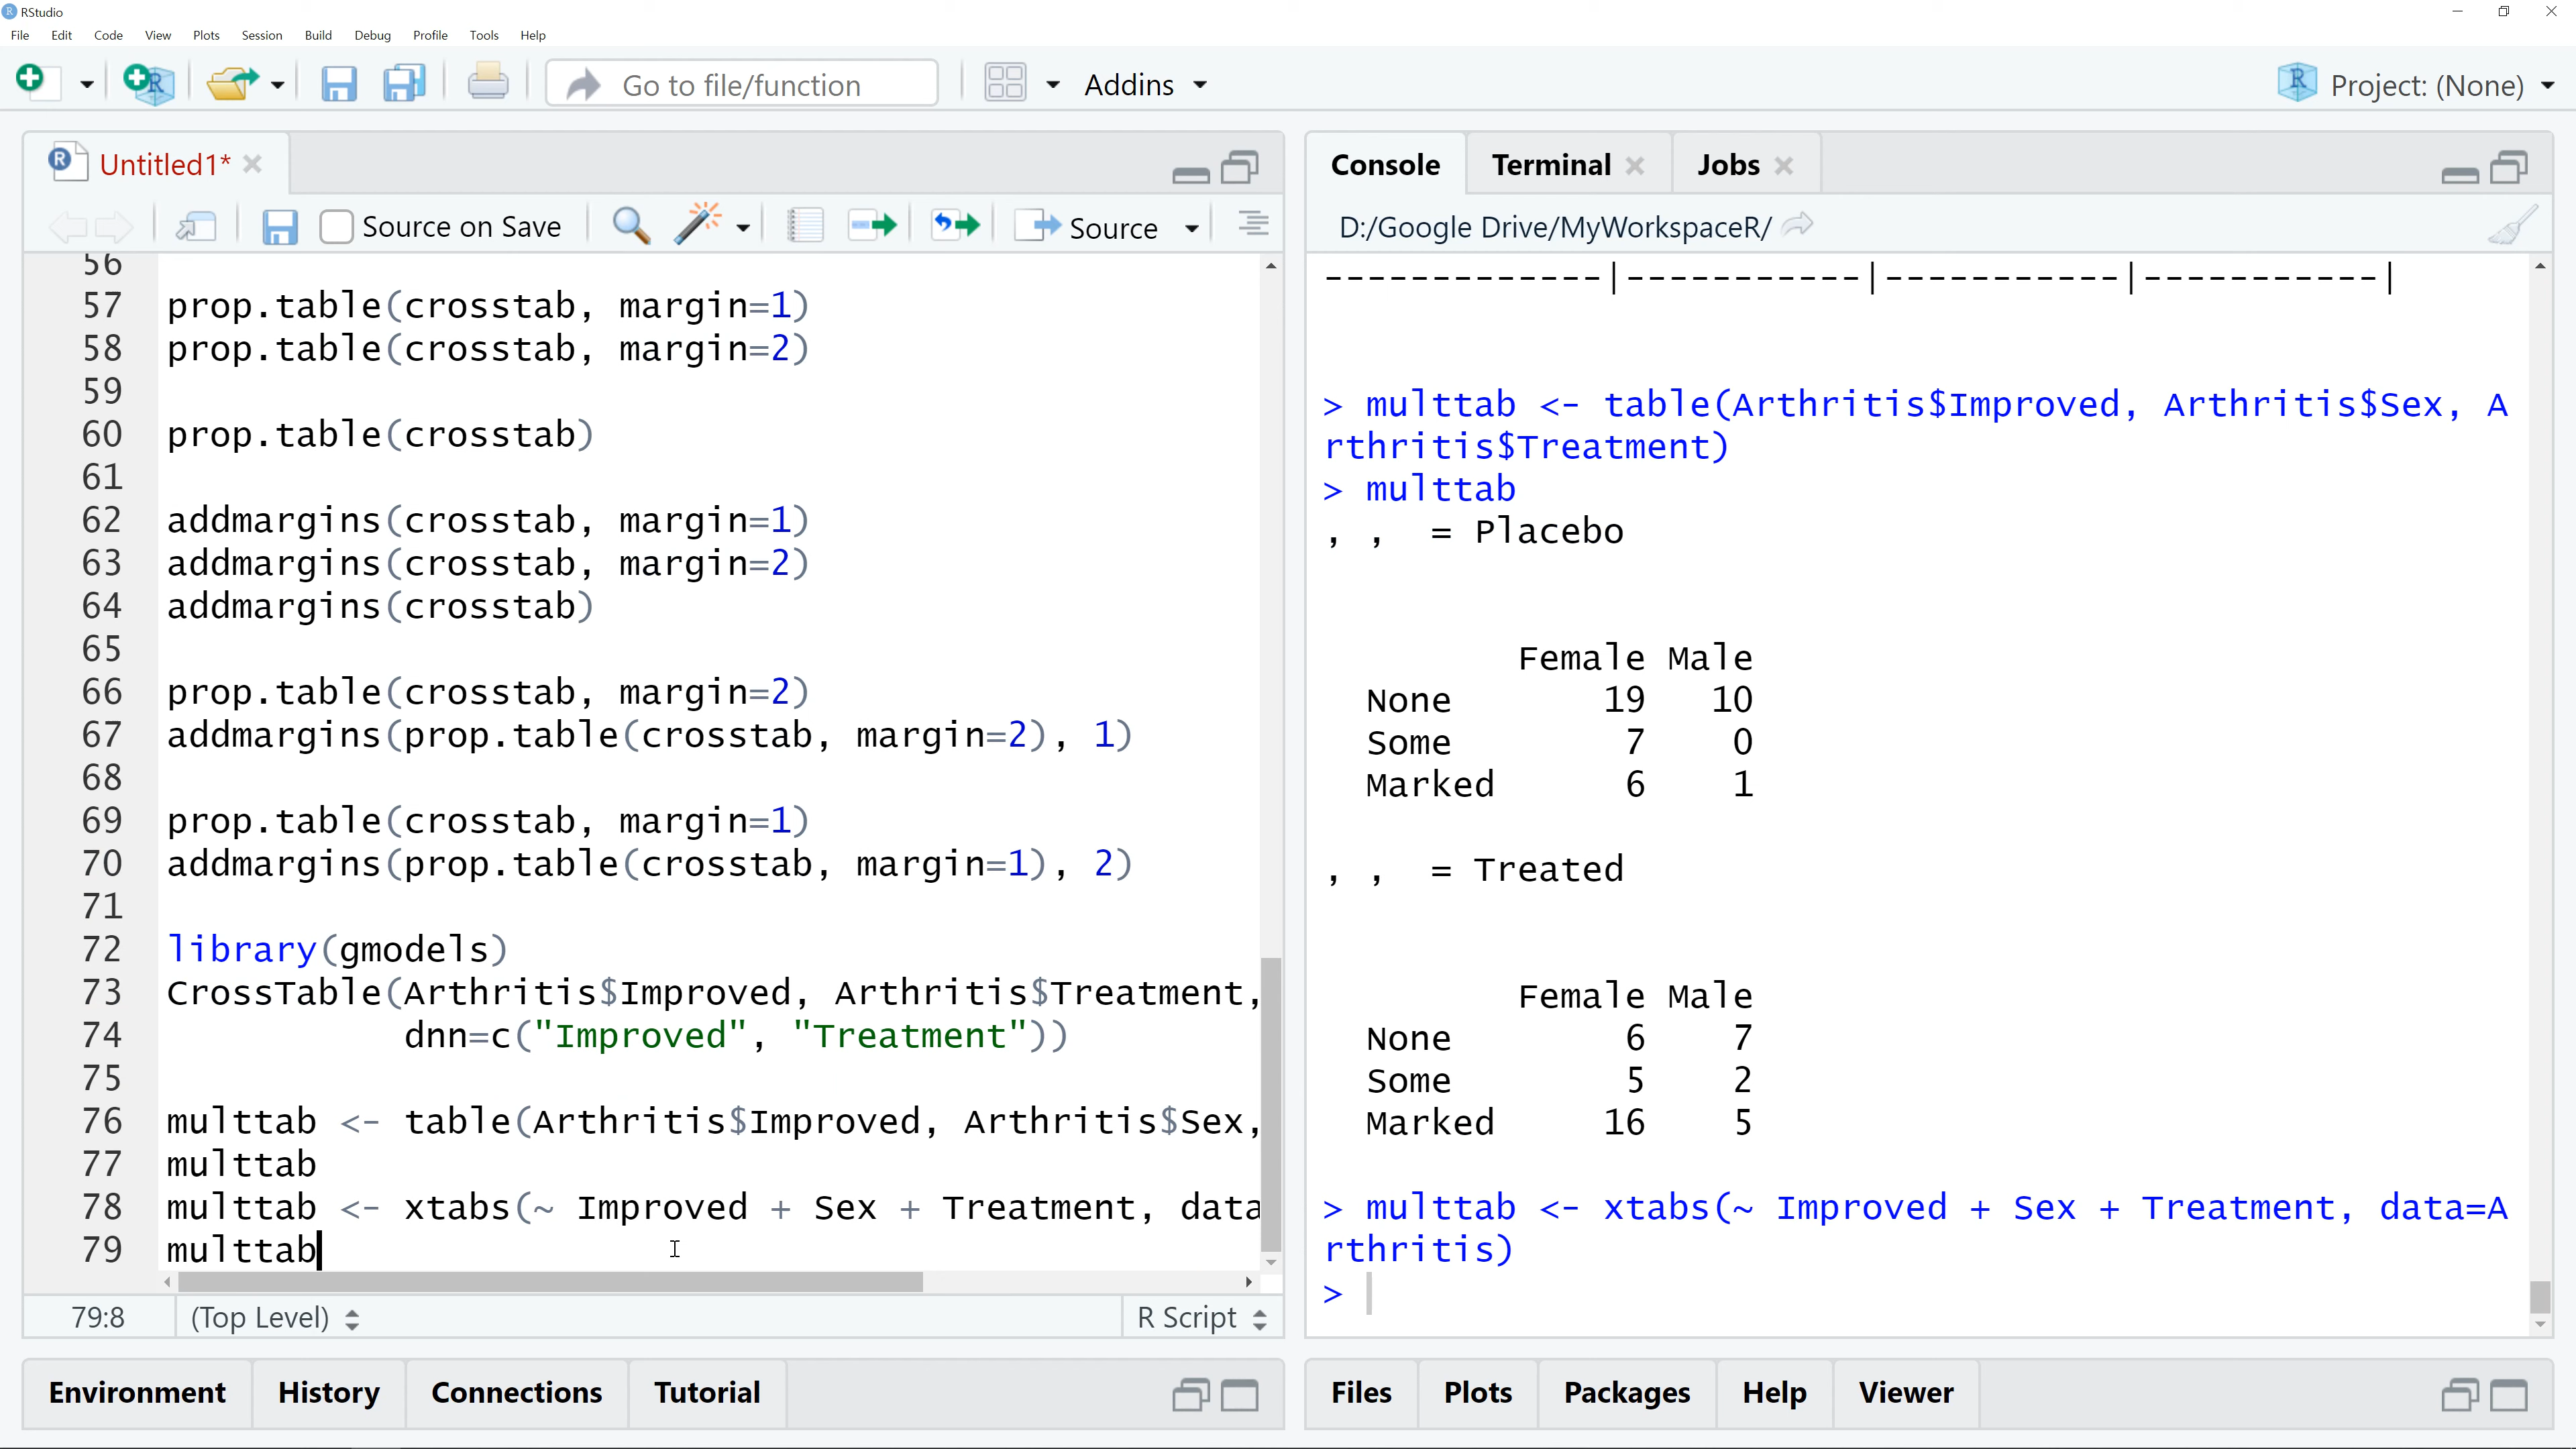 RStudio
File Edit Code View Plots Session Build Debug Profile Tools Help
Go to file/function Addins Project: (None)
Untitled1*
Source on Save Source
56
57 prop.table(crosstab, margin=1)
58 prop.table(crosstab, margin=2)
59
60 prop.table(crosstab)
61
62 addmargins(crosstab, margin=1)
63 addmargins(crosstab, margin=2)
64 addmargins(crosstab)
65
66 prop.table(crosstab, margin=2)
67 addmargins(prop.table(crosstab, margin=2), 1)
68
69 prop.table(crosstab, margin=1)
70 addmargins(prop.table(crosstab, margin=1), 2)
71
72 library(gmodels)
73 CrossTable(Arthritis$Improved, Arthritis$Treatment,
74 dnn=c("Improved", "Treatment"))
75
76 multtab <- table(Arthritis$Improved, Arthritis$Sex,
77 multtab
78 multtab <- xtabs(~ Improved + Sex + Treatment, data
79 multtab
79:8 (Top Level) R Script
Environment History Connections Tutorial
Console Terminal Jobs
D:/Google Drive/MyWorkspaceR/
-------------|-----------|-----------|-----------|
> multtab <- table(Arthritis$Improved, Arthritis$Sex, A
rthritis$Treatment)
> multtab
, , = Placebo
Female Male
None 19 10
Some 7 0
Marked 6 1
, , = Treated
Female Male
None 6 7
Some 5 2
Marked 16 5
> multtab <- xtabs(~ Improved + Sex + Treatment, data=A
rthritis)
>
Files Plots Packages Help Viewer